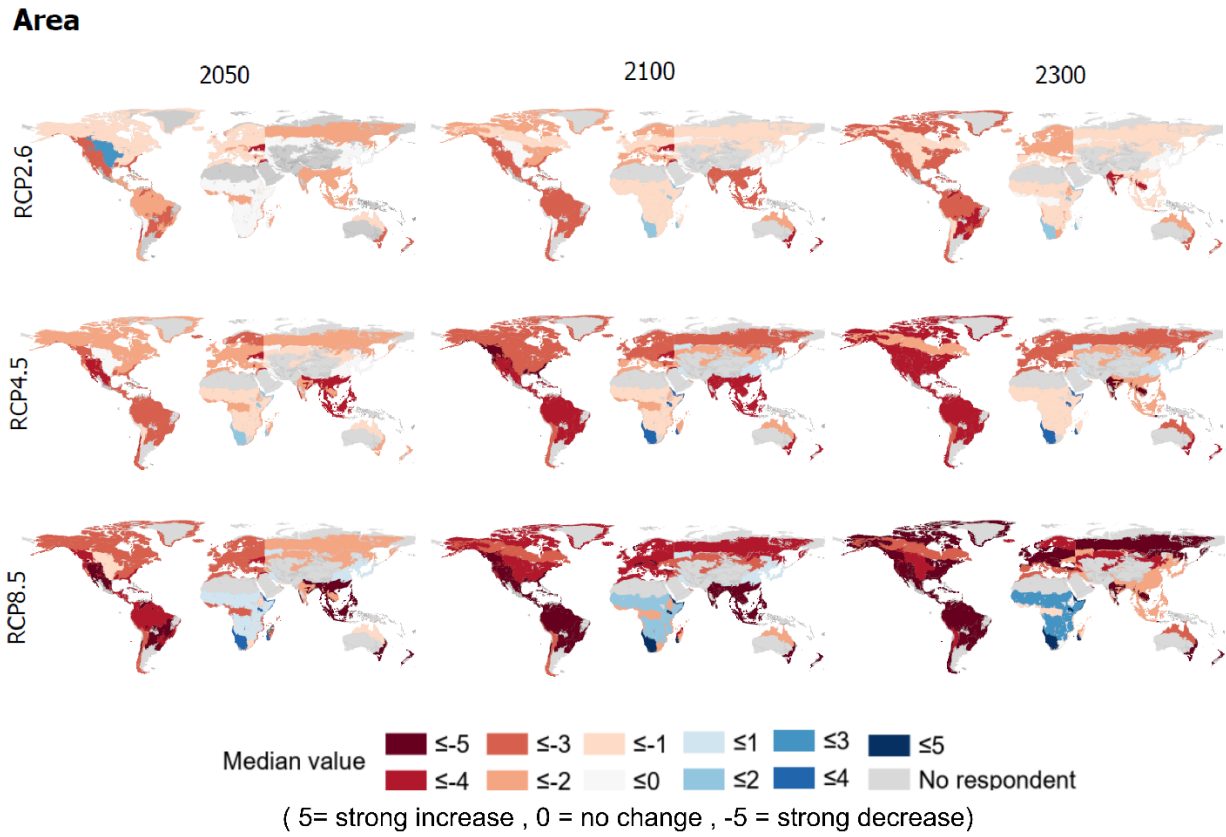 Area
2050 2100 2300
RCP2.6
RCP4.5
RCP8.5
Median value
≤-5 ≤-3 ≤-1 ≤1 ≤3 ≤5
≤-4 ≤-2 ≤0 ≤2 ≤4 No respondent
( 5= strong increase , 0 = no change , -5 = strong decrease)